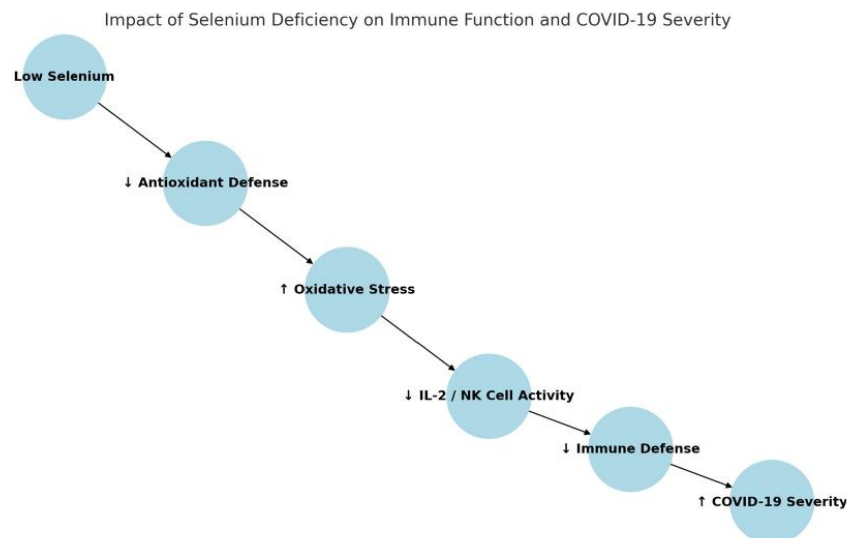 Impact of Selenium Deficiency on Immune Function and COVID-19 Severity
Low Selenium
↓ Antioxidant Defense
↑ Oxidative Stress
↓ IL-2 / NK Cell Activity
↓ Immune Defense
↑ COVID-19 Severity